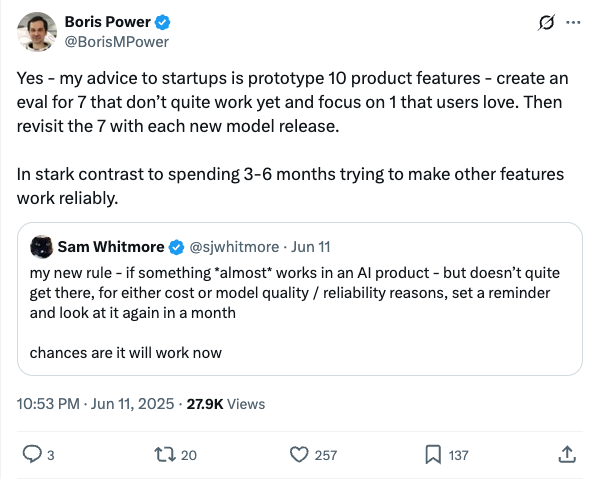 Boris Power
@BorisMPower
Yes - my advice to startups is prototype 10 product features - create an
eval for 7 that don’t quite work yet and focus on 1 that users love. Then
revisit the 7 with each new model release.
In stark contrast to spending 3-6 months trying to make other features
work reliably.
Sam Whitmore @sjwhitmore · Jun 11
my new rule - if something *almost* works in an AI product - but doesn’t quite
get there, for either cost or model quality / reliability reasons, set a reminder
and look at it again in a month
chances are it will work now
10:53 PM · Jun 11, 2025 · 27.9K Views
3 20 257 137